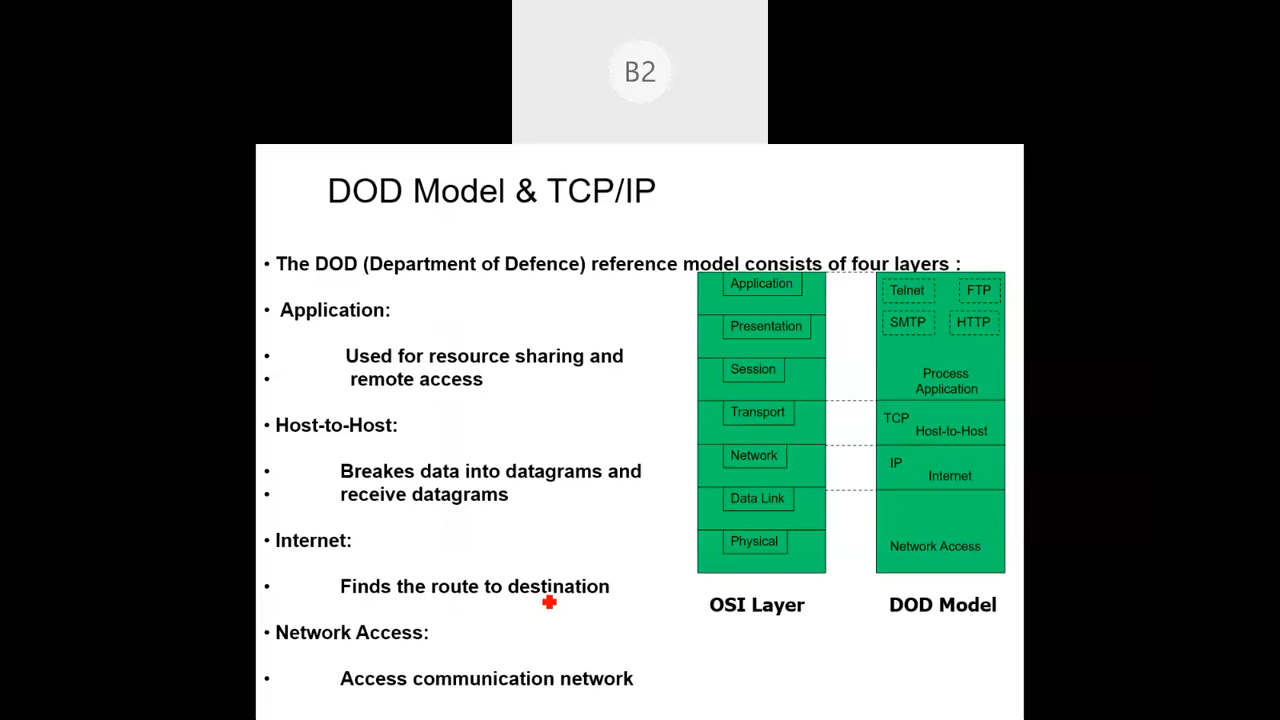 B2
DOD Model & TCP/IP
• The DOD (Department of Defence) reference model consists of four layers :
• Application:
• Used for resource sharing and
• remote access
• Host-to-Host:
• Breakes data into datagrams and
• receive datagrams
• Internet:
• Finds the route to destination
• Network Access:
• Access communication network
Application
Presentation
Session
Transport
Network
Data Link
Physical
OSI Layer
Telnet FTP
SMTP HTTP
Process
Application
TCP
Host-to-Host
IP
Internet
Network Access
DOD Model